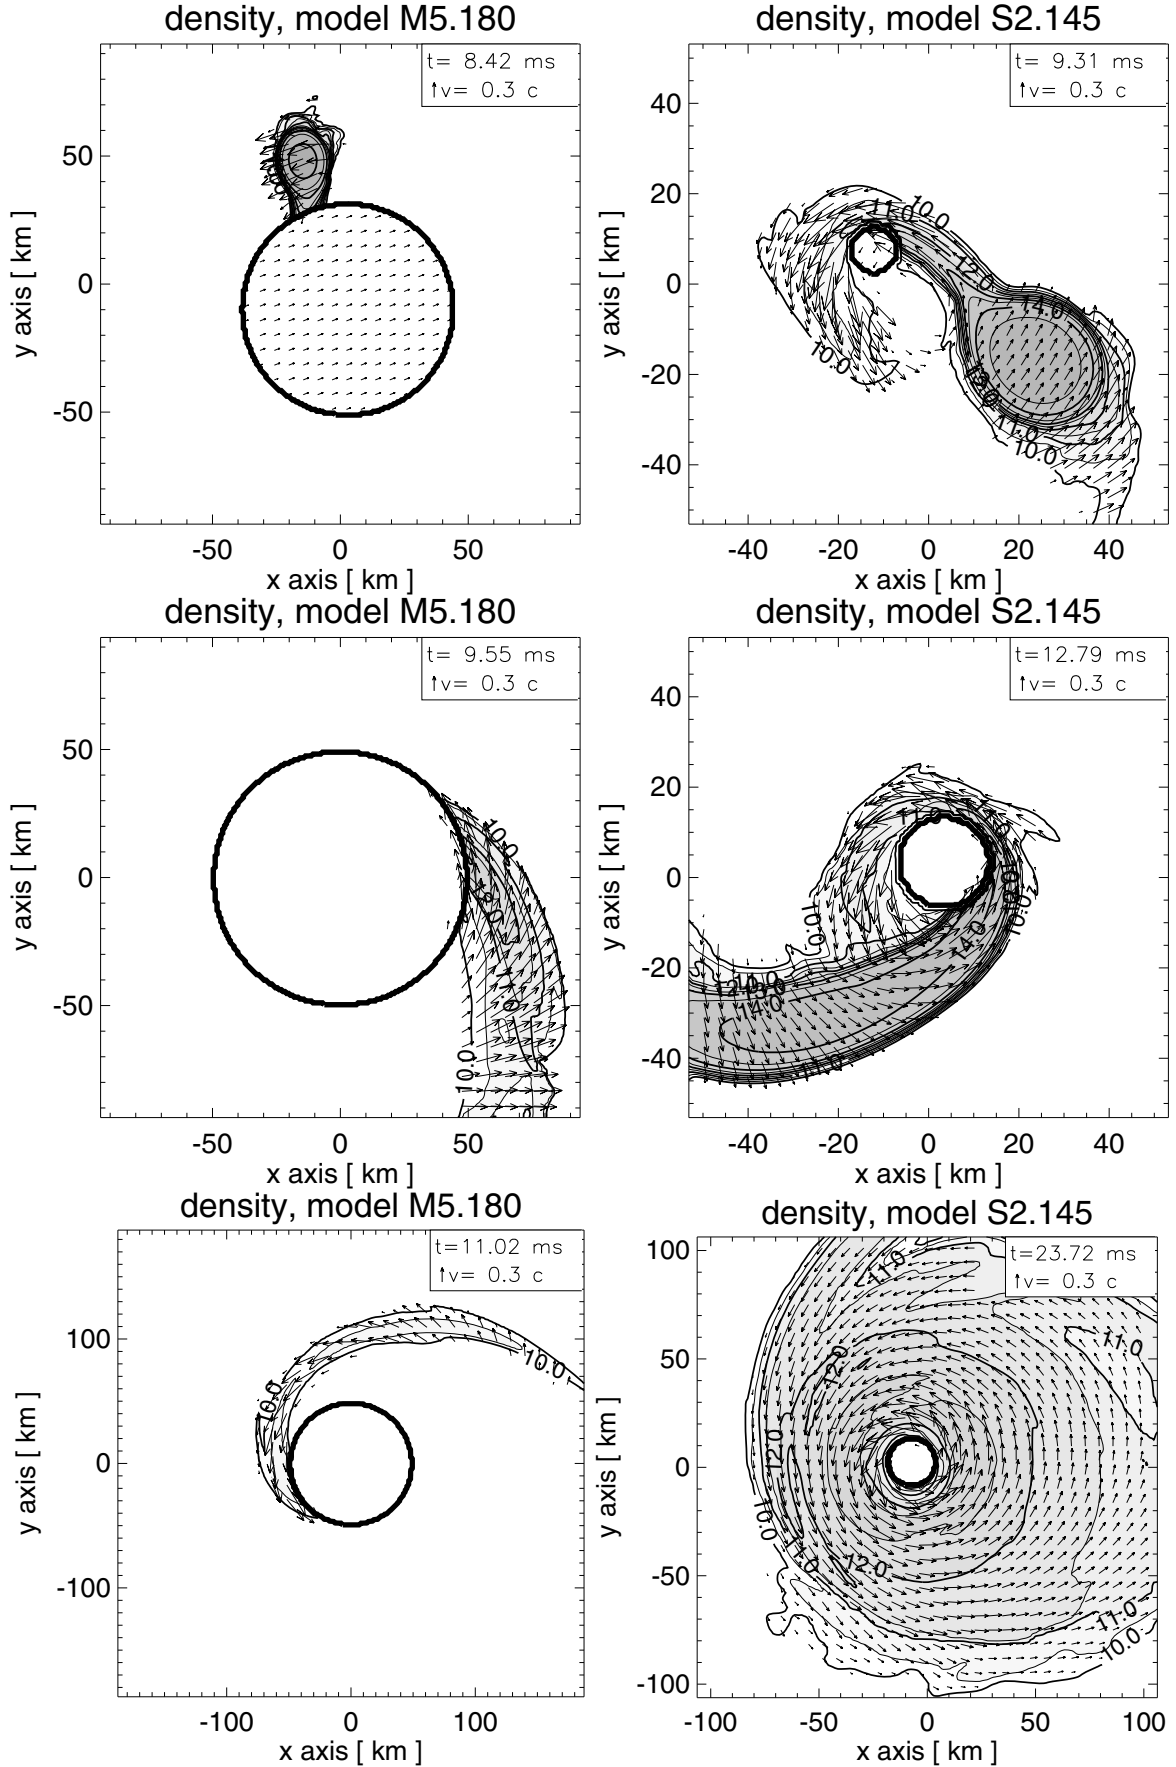 density, model M5.180
t= 8.42 ms
v= 0.3 c
y axis [ km ]
50
0
-50
-50 0 50
x axis [ km ]
density, model S2.145
t= 9.31 ms
v= 0.3 c
y axis [ km ]
40
20
0
-20
-40
11.0
10.0
12.0
14.0
10.0
13.0
11.0
10.0
-40 -20 0 20 40
x axis [ km ]
density, model M5.180
t= 9.55 ms
v= 0.3 c
y axis [ km ]
50
0
-50
10.0
10.0
-50 0 50
x axis [ km ]
density, model S2.145
t=12.79 ms
v= 0.3 c
y axis [ km ]
40
20
0
-20
-40
10.0
10.0
14.0
14.0
11.0
-40 -20 0 20 40
x axis [ km ]
density, model M5.180
t=11.02 ms
v= 0.3 c
y axis [ km ]
100
0
-100
10.0
10.0
-100 0 100
x axis [ km ]
density, model S2.145
t=23.72 ms
v= 0.3 c
y axis [ km ]
100
50
0
-50
-100
11.0
11.0
12.0
12.0
10.0
11.0
12.0
11.0
10.0
-100 -50 0 50 100
x axis [ km ]